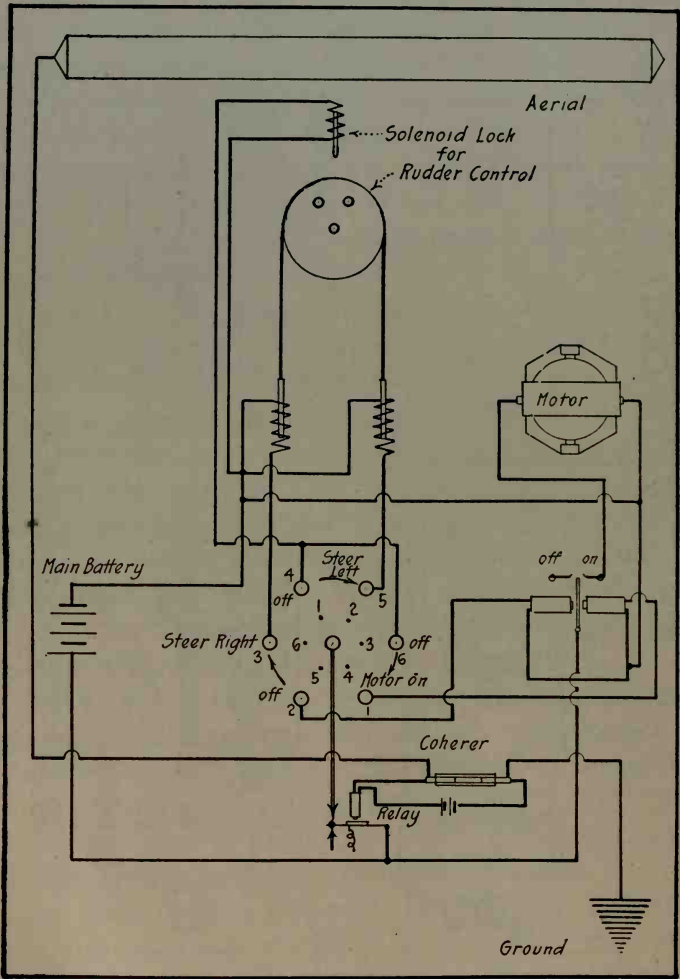 Aerial
Solenoid Lock
for
Rudder Control
Motor
Main Battery
off on
Steer
Left
4
off
5
1
2
Steer Right
3
6
3
off
6
5
4
Motor on
off
2
1
Coherer
Relay
Ground